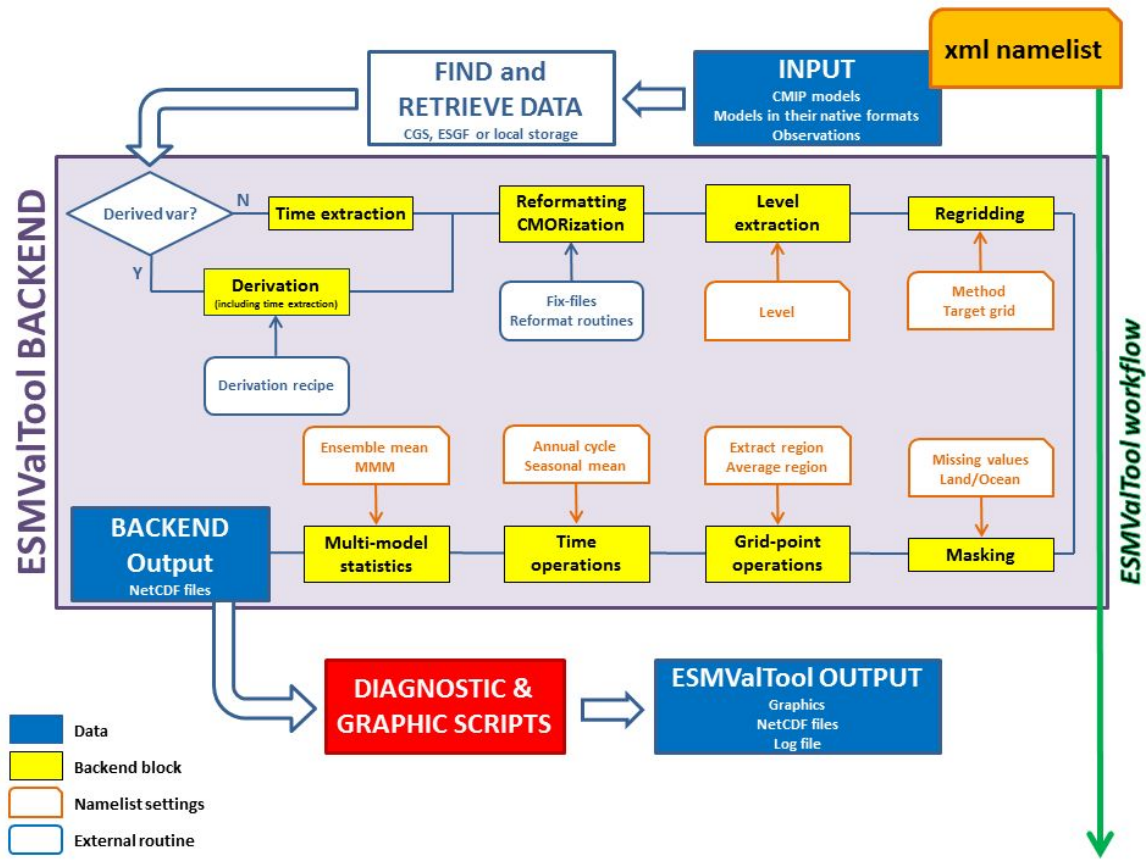 xml namelist
FIND and
RETRIEVE DATA
CGS, ESGF or local storage
INPUT
CMIP models
Models in their native formats
Observations
ESMValTool BACKEND
Derived var?
N
Y
Time extraction
Derivation
(including time extraction)
Derivation recipe
Reformatting
CMORization
Fix-files
Reformat routines
Level
extraction
Level
Regridding
Method
Target grid
Ensemble mean
MMM
Annual cycle
Seasonal mean
Extract region
Average region
Missing values
Land/Ocean
BACKEND
Output
NetCDF files
Multi-model
statistics
Time
operations
Grid-point
operations
Masking
ESMValTool workflow
DIAGNOSTIC &
GRAPHIC SCRIPTS
ESMValTool OUTPUT
Graphics
NetCDF files
Log file
Data
Backend block
Namelist settings
External routine